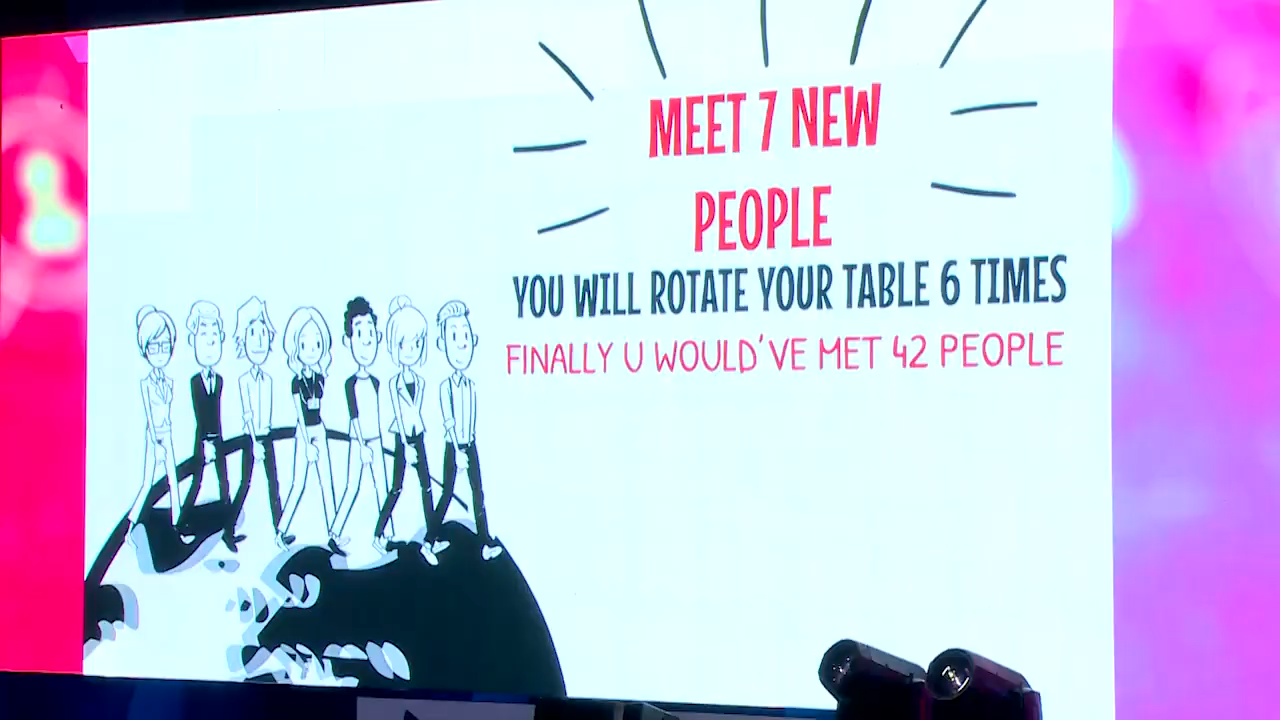 MEET 7 NEW
PEOPLE
YOU WILL ROTATE YOUR TABLE 6 TIMES
FINALLY U WOULD'VE MET 42 PEOPLE